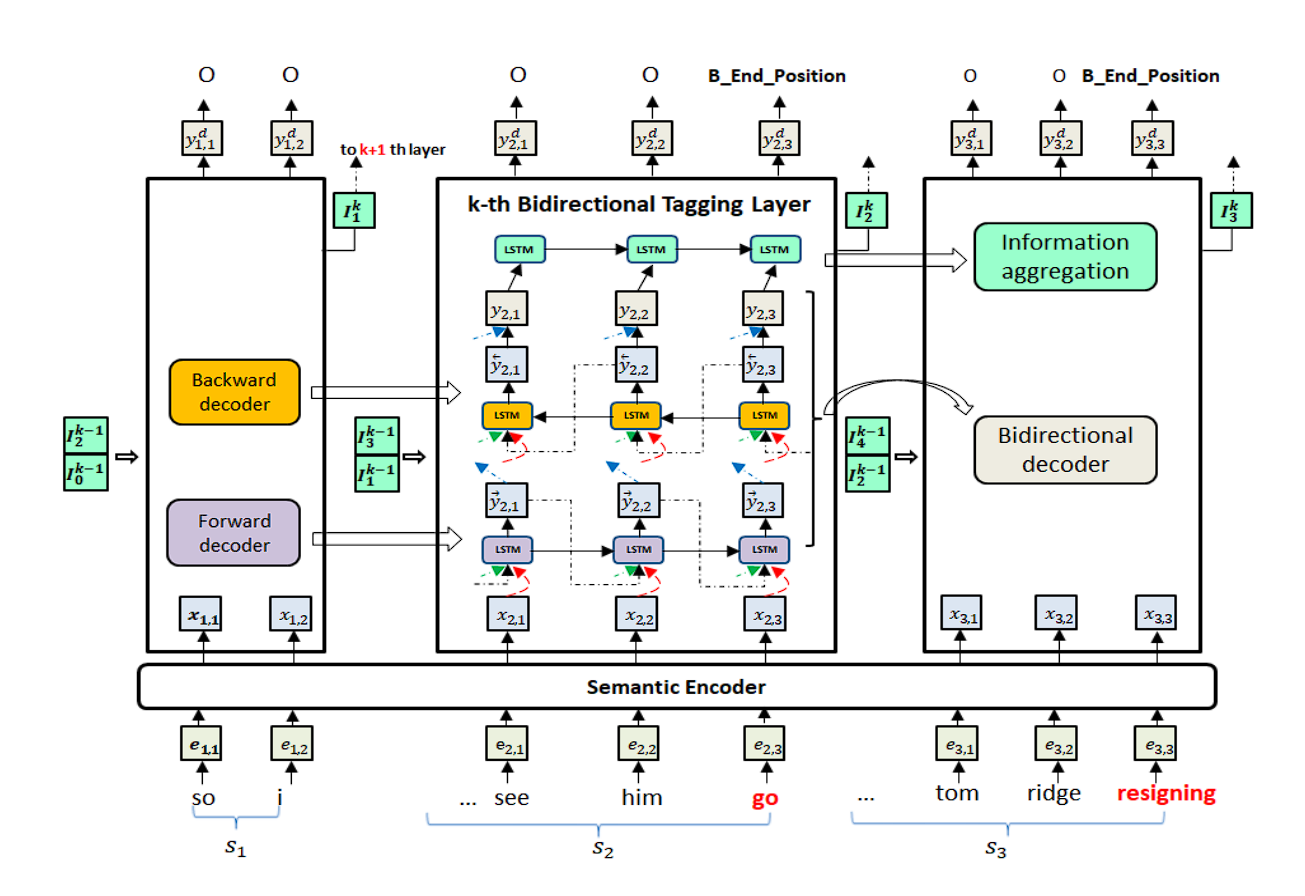 O O O O B_End_Position O O B_End_Position
y^d_{1,1} y^d_{1,2} y^d_{2,1} y^d_{2,2} y^d_{2,3} y^d_{3,1} y^d_{3,2} y^d_{3,3}
to k+1 th layer
I^k_1 I^k_2 I^k_3
k-th Bidirectional Tagging Layer
LSTM LSTM LSTM
Information
aggregation
y_{2,1} y_{2,2} y_{2,3}
\overleftarrow{y}_{2,1} \overleftarrow{y}_{2,2} \overleftarrow{y}_{2,3}
Backward
decoder
LSTM LSTM LSTM
I^{k-1}_2 I^{k-1}_3 I^{k-1}_4
I^{k-1}_0 I^{k-1}_1 I^{k-1}_2
Bidirectional
decoder
\vec{y}_{2,1} \vec{y}_{2,2} \vec{y}_{2,3}
Forward
decoder
LSTM LSTM LSTM
x_{1,1} x_{1,2} x_{2,1} x_{2,2} x_{2,3} x_{3,1} x_{3,2} x_{3,3}
Semantic Encoder
e_{1,1} e_{1,2} e_{2,1} e_{2,2} e_{2,3} e_{3,1} e_{3,2} e_{3,3}
so i ... see him go ... tom ridge resigning
s_1 s_2 s_3